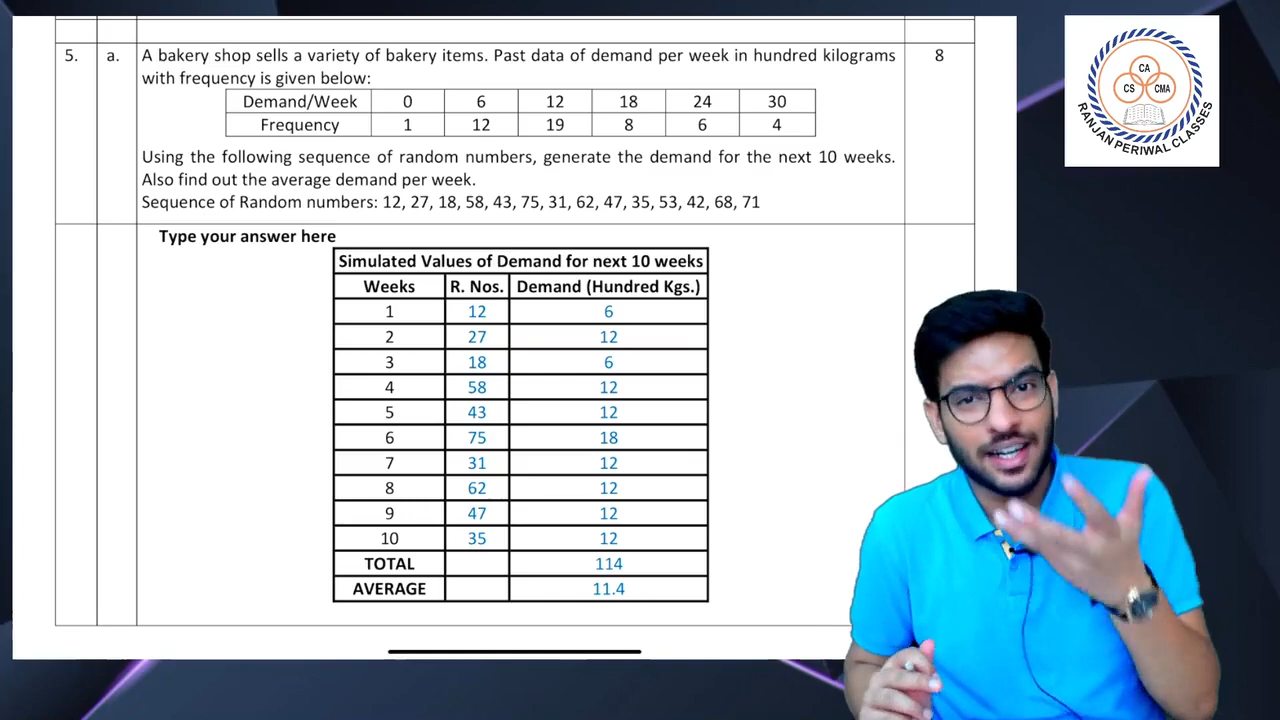 5. a. A bakery shop sells a variety of bakery items. Past data of demand per week in hundred kilograms 8
with frequency is given below:
Demand/Week 0 6 12 18 24 30
Frequency 1 12 19 8 6 4
Using the following sequence of random numbers, generate the demand for the next 10 weeks.
Also find out the average demand per week.
Sequence of Random numbers: 12, 27, 18, 58, 43, 75, 31, 62, 47, 35, 53, 42, 68, 71
Type your answer here
Simulated Values of Demand for next 10 weeks
Weeks R. Nos. Demand (Hundred Kgs.)
1 12 6
2 27 12
3 18 6
4 58 12
5 43 12
6 75 18
7 31 12
8 62 12
9 47 12
10 35 12
TOTAL 114
AVERAGE 11.4
CA
CS CMA
RANJAN PERIWAL CLASSES